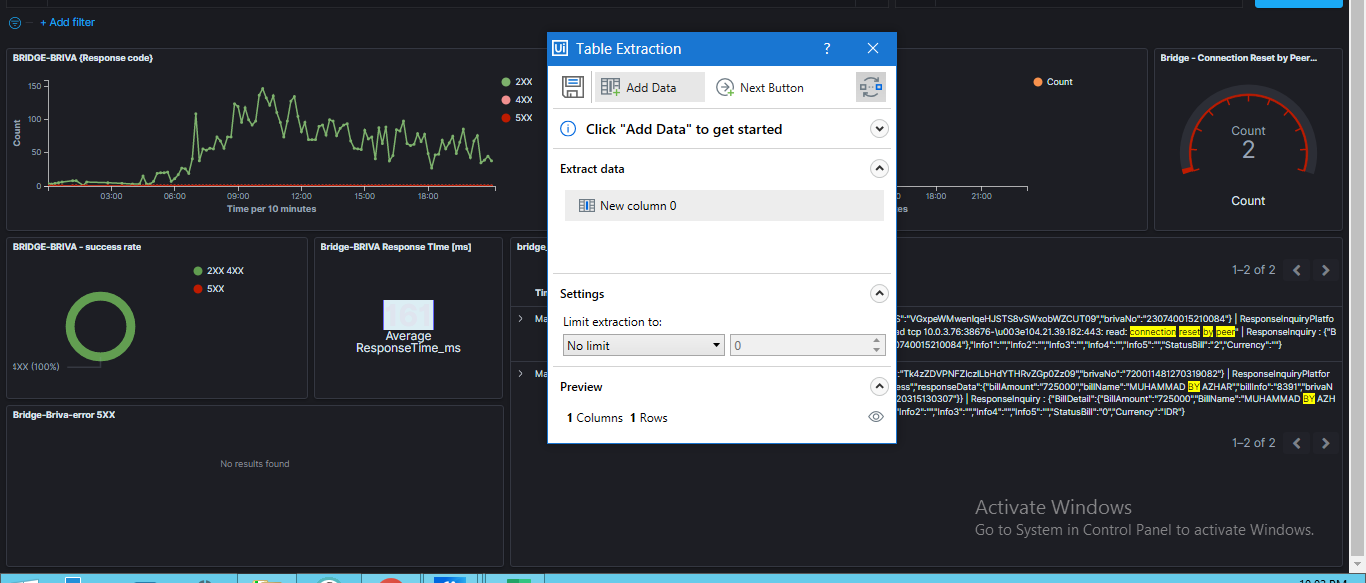 + Add filter
BRIDGE-BRIVA {Response code}
150
100
50
0
Count
03:00
06:00
09:00
12:00
15:00
18:00
Time per 10 minutes
2XX
4XX
5XX
Ui Table Extraction ?
Add Data
Next Button
Click "Add Data" to get started
Extract data
New column 0
Settings
Limit extraction to:
No limit
0
Preview
1 Columns 1 Rows
Count
18:00
21:00
Bridge - Connection Reset by Peer...
Count
2
Count
BRIDGE-BRIVA - success rate
2XX 4XX
5XX
4XX (100%)
Bridge-BRIVA Response TIme [ms]
161
Average
ResponseTime_ms
bridge_
1–2 of 2
Tim
Ma
S":"VGxpeWMwenIqeHJSTS8vSWxobWZCUT09","brivaNo":"230740015210084"} | ResponseInquiryPlatfo
ad tcp 10.0.3.76:38676-\u003e104.21.39.182:443: read: connection reset by peer" | ResponseInquiry : {"B
0740015210084"},"Info1":"","Info2":"","Info3":"","Info4":"","Info5":"","StatusBill":"2","Currency":""}
Ma
":"Tk4zZDVPNFZIczlLbHdYTHRvZGp0Zz09","brivaNo":"720011481270319082"} | ResponseInquiryPlatfor
ess","responseData":{"billAmount":"725000","billName":"MUHAMMAD BY AZHAR","billInfo":"8391","brivaN
20315130307"}} | ResponseInquiry : {"BillDetail":{"BillAmount":"725000","BillName":"MUHAMMAD BY AZH
"Info2":"","Info3":"","Info4":"","Info5":"","StatusBill":"0","Currency":"IDR"}
1–2 of 2
Bridge-Briva-error 5XX
No results found
Activate Windows
Go to System in Control Panel to activate Windows.